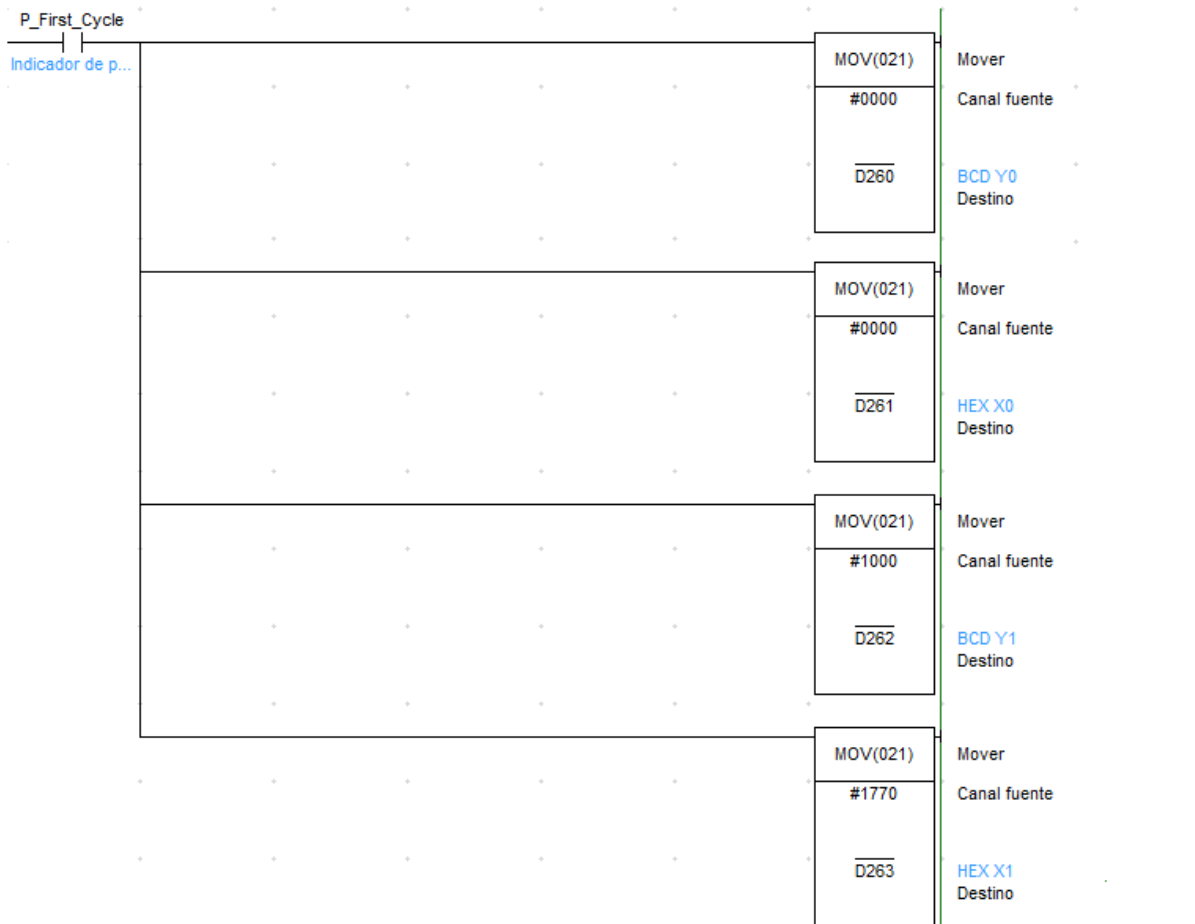 P_First_Cycle
Indicador de p...
MOV(021)
Mover
#0000
Canal fuente
D260
BCD Y0
Destino
MOV(021)
Mover
#0000
Canal fuente
D261
HEX X0
Destino
MOV(021)
Mover
#1000
Canal fuente
D262
BCD Y1
Destino
MOV(021)
Mover
#1770
Canal fuente
D263
HEX X1
Destino